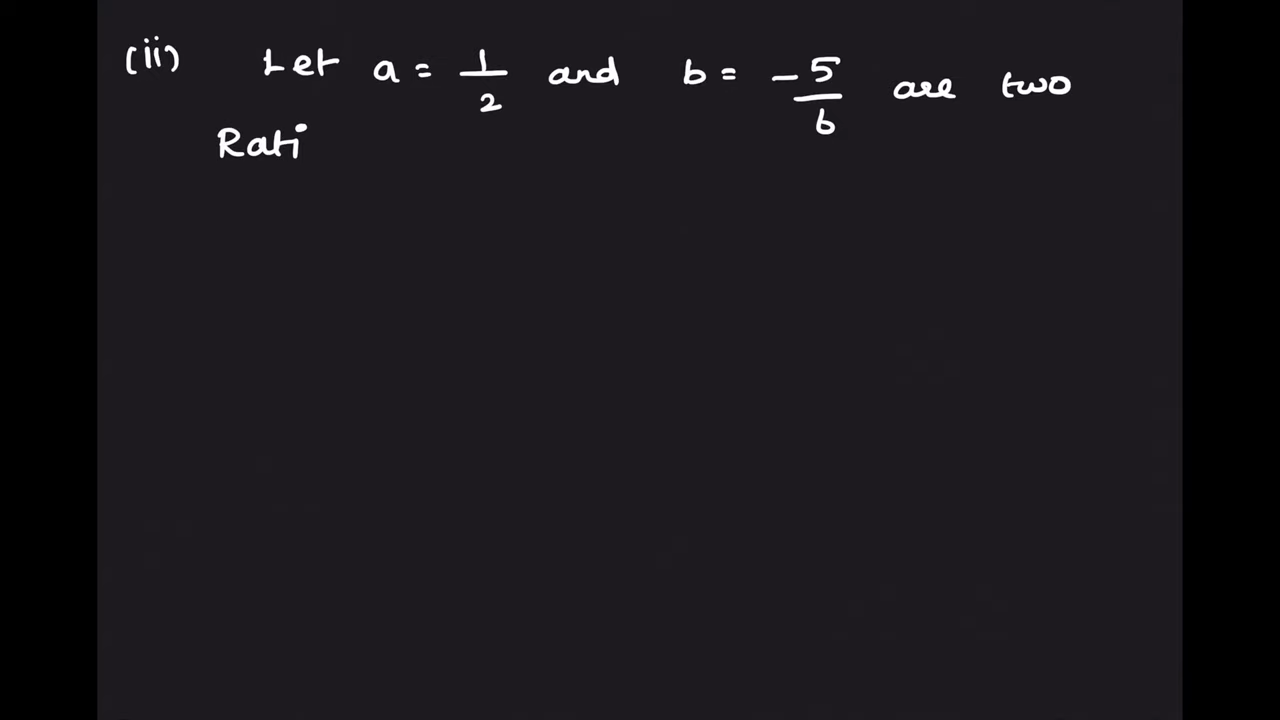 (ii) Let a = 1/2 and b = -5/6 are two
Rati